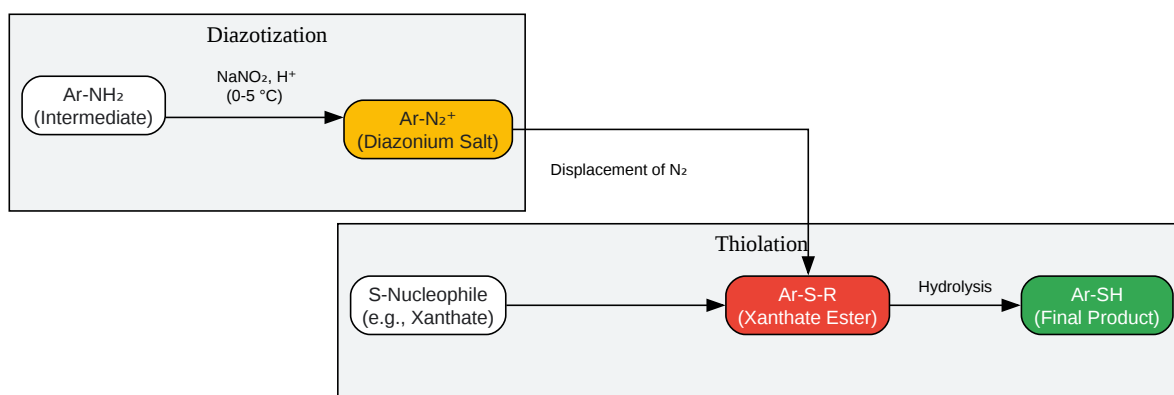 Diazotization
NaNO₂, H⁺
(0-5 °C)
Ar-NH₂
(Intermediate)
Ar-N₂⁺
(Diazonium Salt)
Displacement of N₂
Thiolation
S-Nucleophile
(e.g., Xanthate)
Ar-S-R
(Xanthate Ester)
Hydrolysis
Ar-SH
(Final Product)